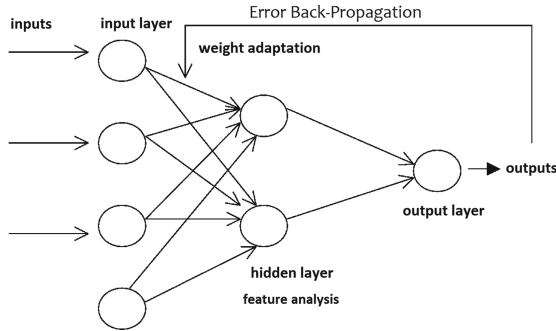 Error Back-Propagation
inputs
input layer
weight adaptation
outputs
output layer
hidden layer
feature analysis